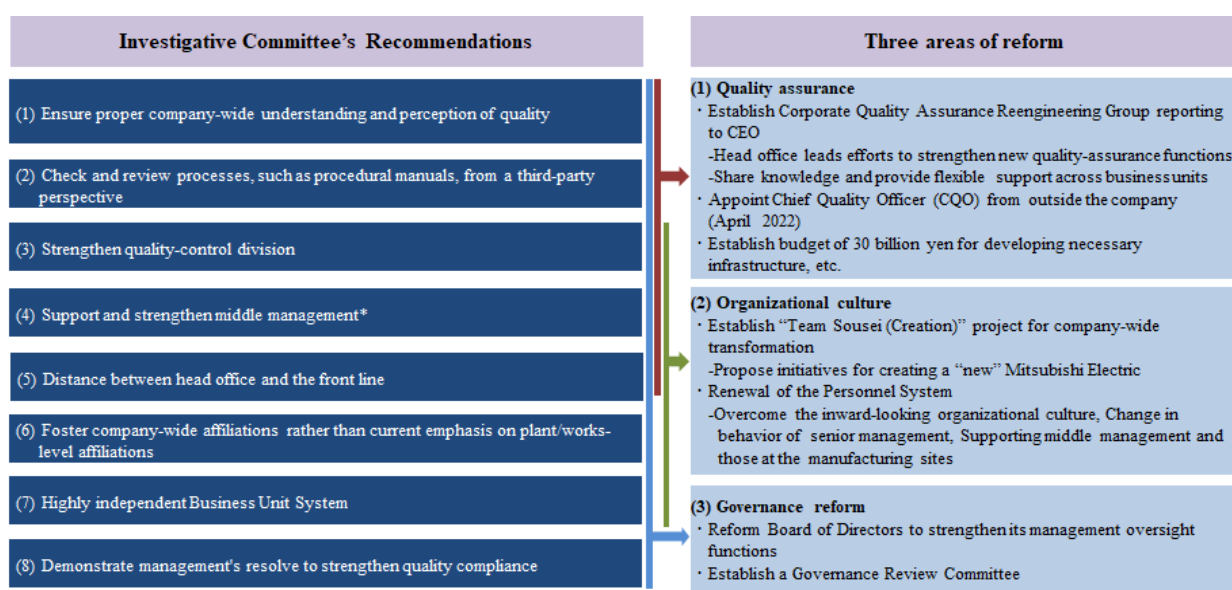 Investigative Committee’s Recommendations
(1) Ensure proper company-wide understanding and perception of quality
(2) Check and review processes, such as procedural manuals, from a third-party
perspective
(3) Strengthen quality-control division
(4) Support and strengthen middle management*
(5) Distance between head office and the front line
(6) Foster company-wide affiliations rather than current emphasis on plant/works-
level affiliations
(7) Highly independent Business Unit System
(8) Demonstrate management's resolve to strengthen quality compliance
Three areas of reform
(1) Quality assurance
・Establish Corporate Quality Assurance Reengineering Group reporting
to CEO
-Head office leads efforts to strengthen new quality-assurance functions
-Share knowledge and provide flexible support across business units
・Appoint Chief Quality Officer (CQO) from outside the company
(April 2022)
・Establish budget of 30 billion yen for developing necessary
infrastructure, etc.
(2) Organizational culture
・Establish “Team Sousei (Creation)” project for company-wide
transformation
-Propose initiatives for creating a “new” Mitsubishi Electric
・Renewal of the Personnel System
-Overcome the inward-looking organizational culture, Change in
behavior of senior management, Supporting middle management and
those at the manufacturing sites
(3) Governance reform
・Reform Board of Directors to strengthen its management oversight
functions
・Establish a Governance Review Committee